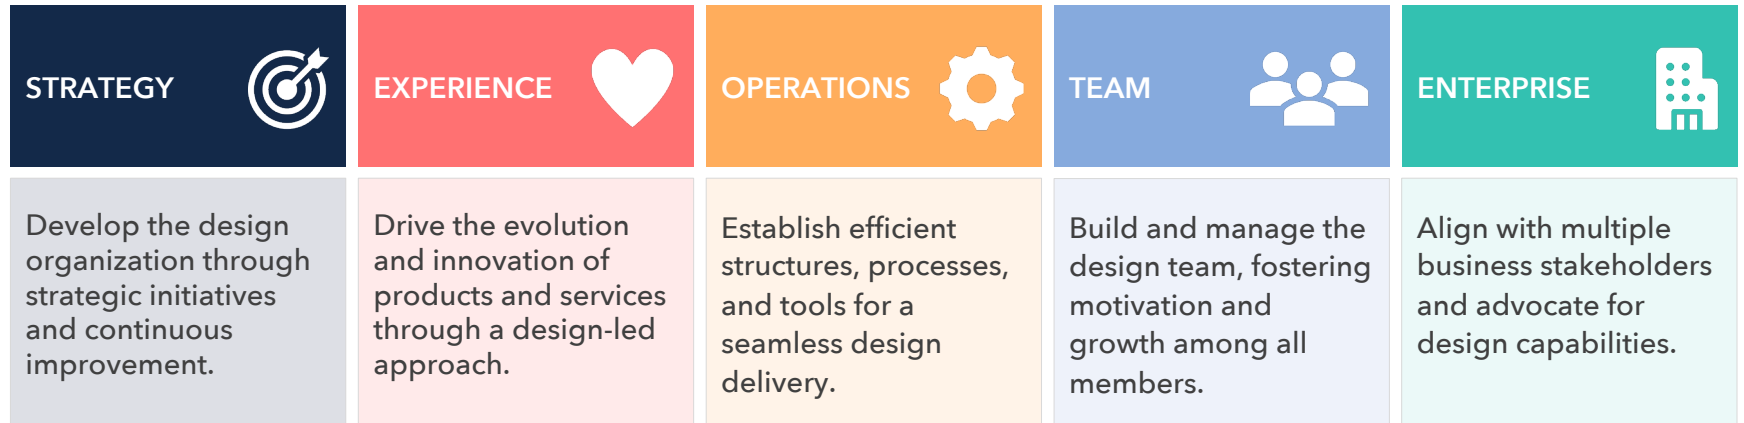 STRATEGY
Develop the design
organization through
strategic initiatives
and continuous
improvement.
EXPERIENCE
Drive the evolution
and innovation of
products and services
through a design-led
approach.
OPERATIONS
Establish efficient
structures, processes,
and tools for a
seamless design
delivery.
TEAM
Build and manage the
design team, fostering
motivation and
growth among all
members.
ENTERPRISE
Align with multiple
business stakeholders
and advocate for
design capabilities.